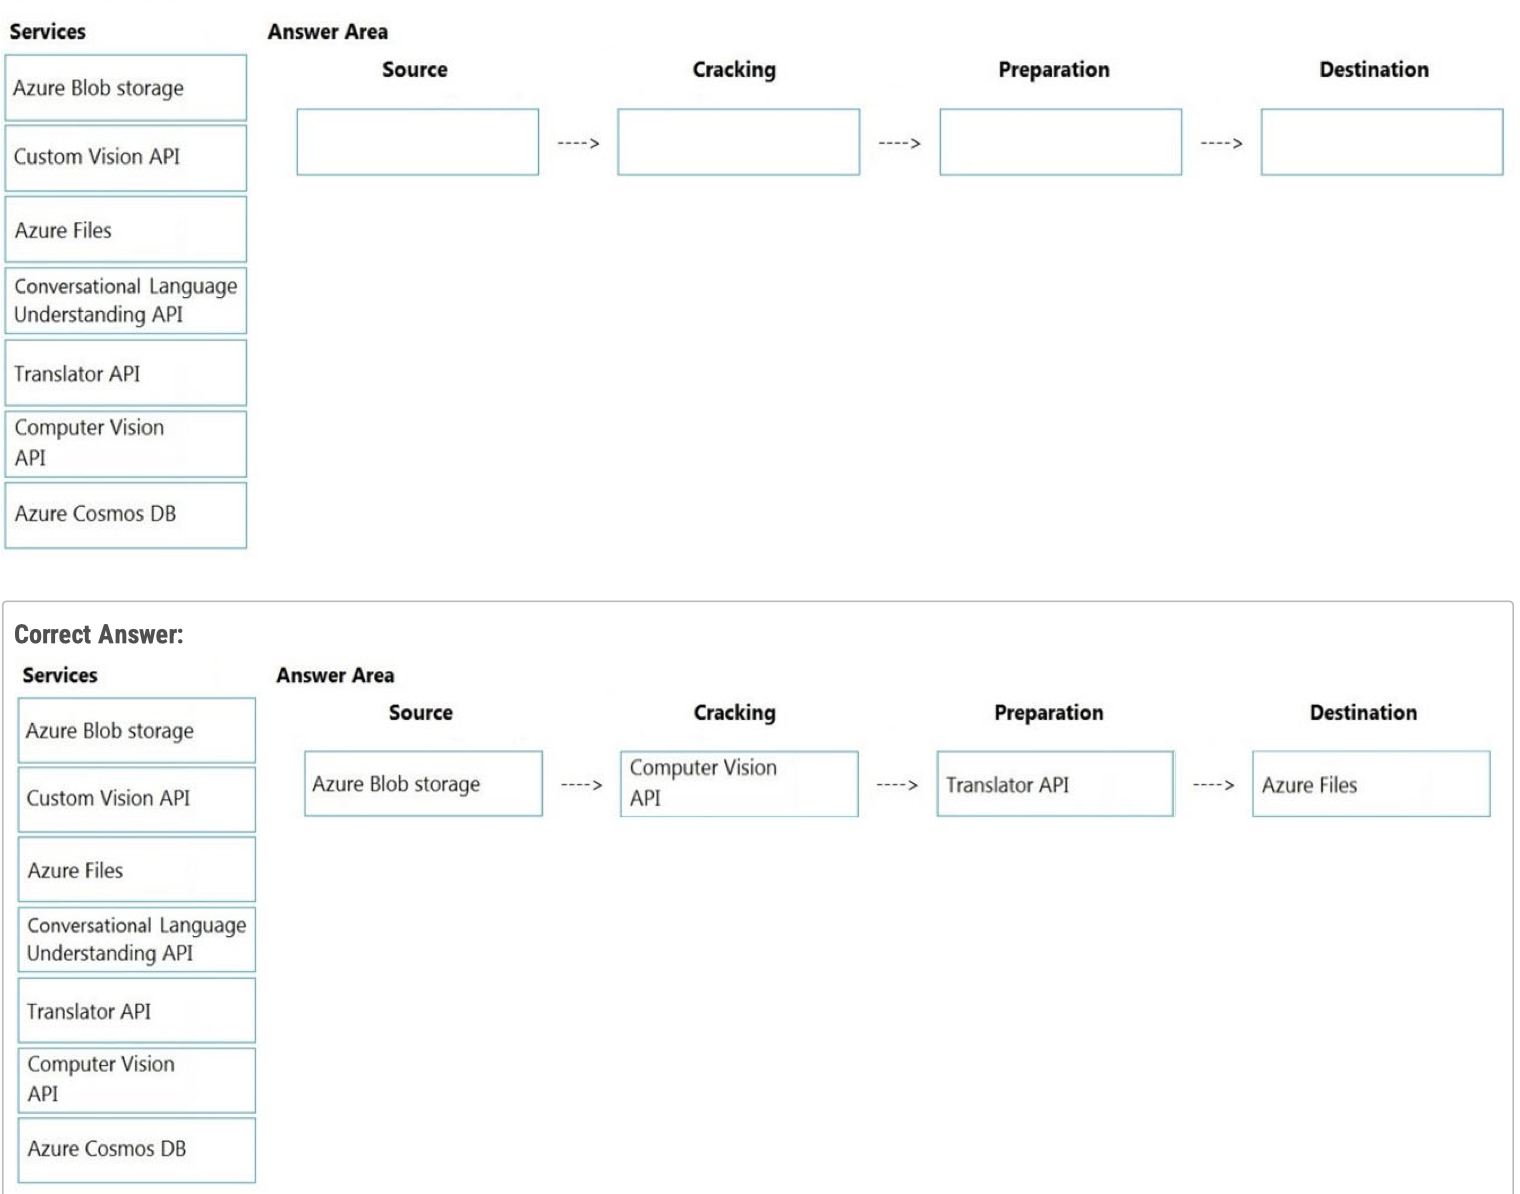 Services
Answer Area
Source
Cracking
Preparation
Destination
Azure Blob storage
Custom Vision API
Azure Files
Conversational Language
Understanding API
Translator API
Computer Vision
API
Azure Cosmos DB
---->
---->
---->
Correct Answer:
Services
Answer Area
Source
Cracking
Preparation
Destination
Azure Blob storage
Custom Vision API
Azure Files
Conversational Language
Understanding API
Translator API
Computer Vision
API
Azure Cosmos DB
Azure Blob storage
---->
Computer Vision
API
---->
Translator API
---->
Azure Files